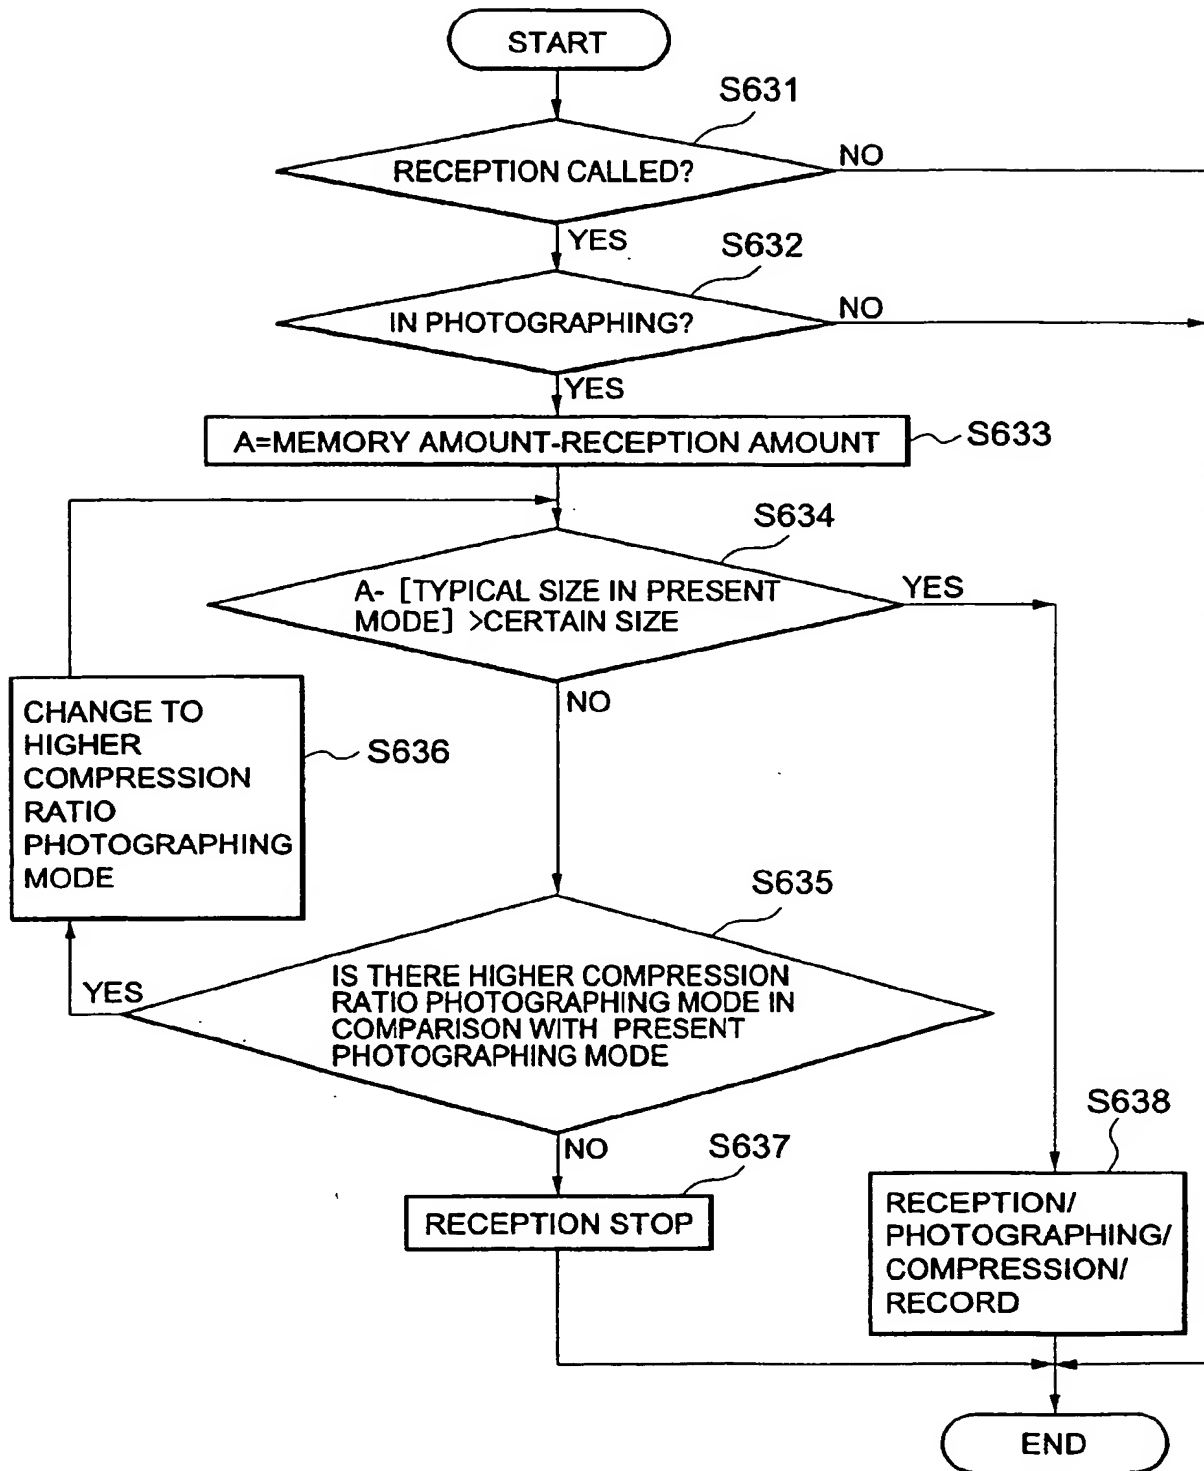 START
S631
RECEPTION CALLED?
NO
YES
S632
IN PHOTOGRAPHING?
NO
YES
A=MEMORY AMOUNT-RECEPTION AMOUNT
S633
S634
A- [TYPICAL SIZE IN PRESENT
MODE] >CERTAIN SIZE
YES
NO
CHANGE TO
HIGHER
COMPRESSION
RATIO
PHOTOGRAPHING
MODE
S636
S635
IS THERE HIGHER COMPRESSION
RATIO PHOTOGRAPHING MODE IN
COMPARISON WITH PRESENT
PHOTOGRAPHING MODE
YES
NO
S637
RECEPTION STOP
S638
RECEPTION/
PHOTOGRAPHING/
COMPRESSION/
RECORD
END